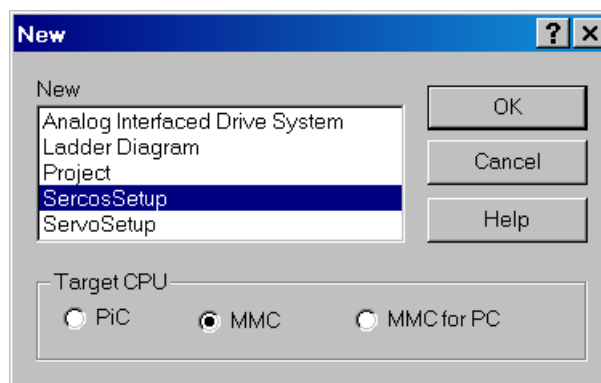 New
New
Analog Interfaced Drive System
Ladder Diagram
Project
SercosSetup
ServoSetup
OK
Cancel
Help
Target CPU
PiC
MMC
MMC for PC